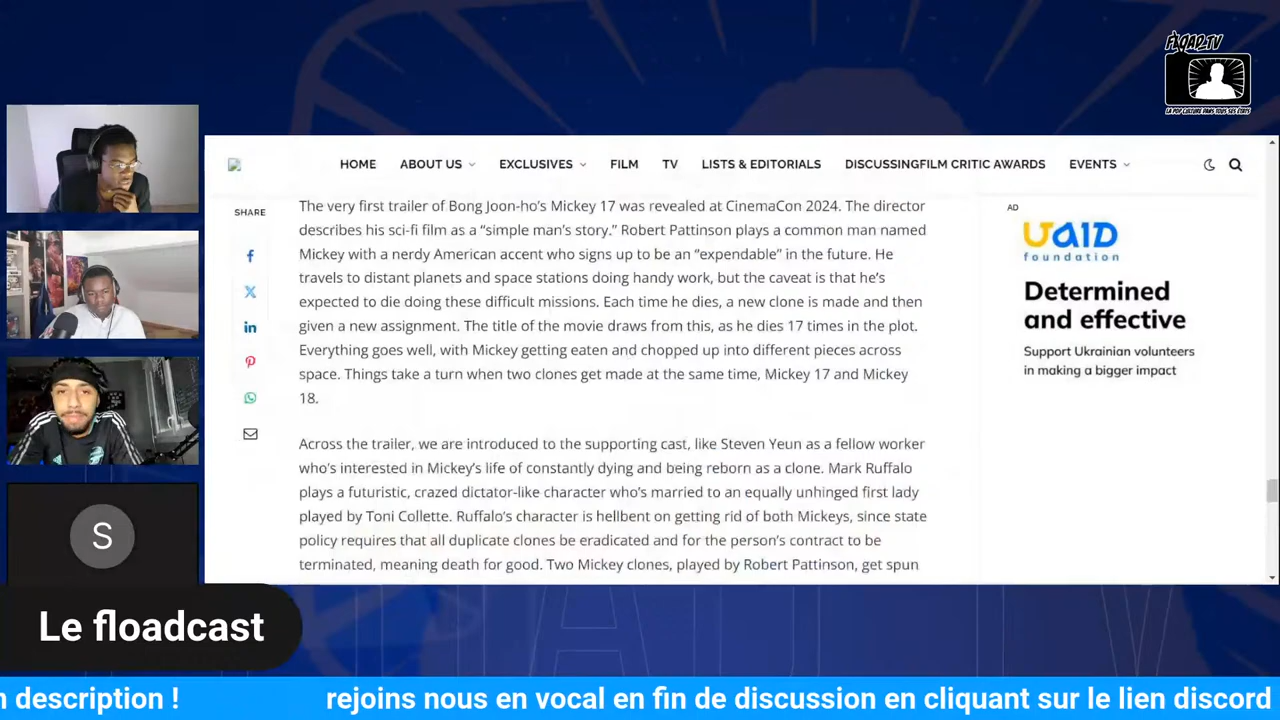 FLOAD.TV
LA POP CULTURE DANS TOUS SES ÉTATS
HOME ABOUT US EXCLUSIVES FILM TV LISTS & EDITORIALS DISCUSSINGFILM CRITIC AWARDS EVENTS
SHARE
The very first trailer of Bong Joon-ho’s Mickey 17 was revealed at CinemaCon 2024. The director
describes his sci-fi film as a “simple man’s story.” Robert Pattinson plays a common man named
Mickey with a nerdy American accent who signs up to be an “expendable” in the future. He
travels to distant planets and space stations doing handy work, but the caveat is that he’s
expected to die doing these difficult missions. Each time he dies, a new clone is made and then
given a new assignment. The title of the movie draws from this, as he dies 17 times in the plot.
Everything goes well, with Mickey getting eaten and chopped up into different pieces across
space. Things take a turn when two clones get made at the same time, Mickey 17 and Mickey
18.
Across the trailer, we are introduced to the supporting cast, like Steven Yeun as a fellow worker
who’s interested in Mickey’s life of constantly dying and being reborn as a clone. Mark Ruffalo
plays a futuristic, crazed dictator-like character who’s married to an equally unhinged first lady
played by Toni Collette. Ruffalo’s character is hellbent on getting rid of both Mickeys, since state
policy requires that all duplicate clones be eradicated and for the person’s contract to be
terminated, meaning death for good. Two Mickey clones, played by Robert Pattinson, get spun
AD
UAID
foundation
Determined
and effective
Support Ukrainian volunteers
in making a bigger impact
S
Le floadcast
n description ! rejoins nous en vocal en fin de discussion en cliquant sur le lien discord